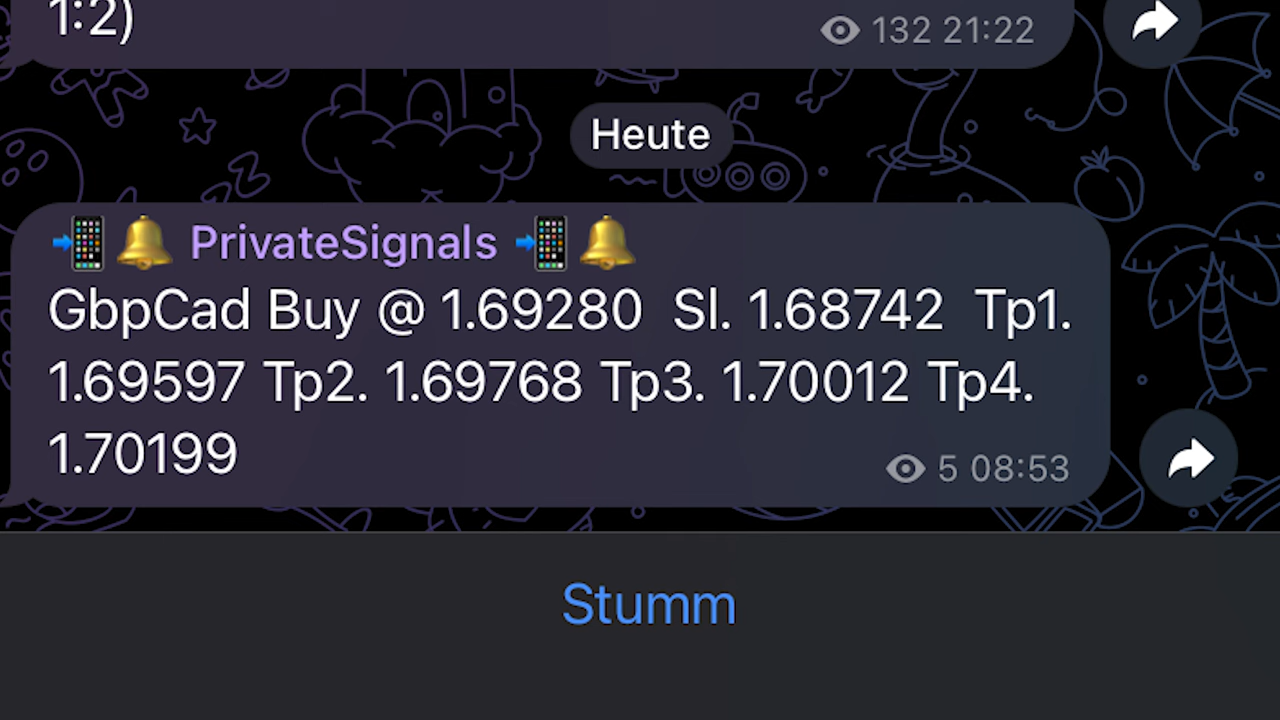 1:2)
132 21:22
Heute
📲🔔 PrivateSignals 📲🔔
GbpCad Buy @ 1.69280  Sl. 1.68742  Tp1.
1.69597 Tp2. 1.69768 Tp3. 1.70012 Tp4.
1.70199
5 08:53
Stumm